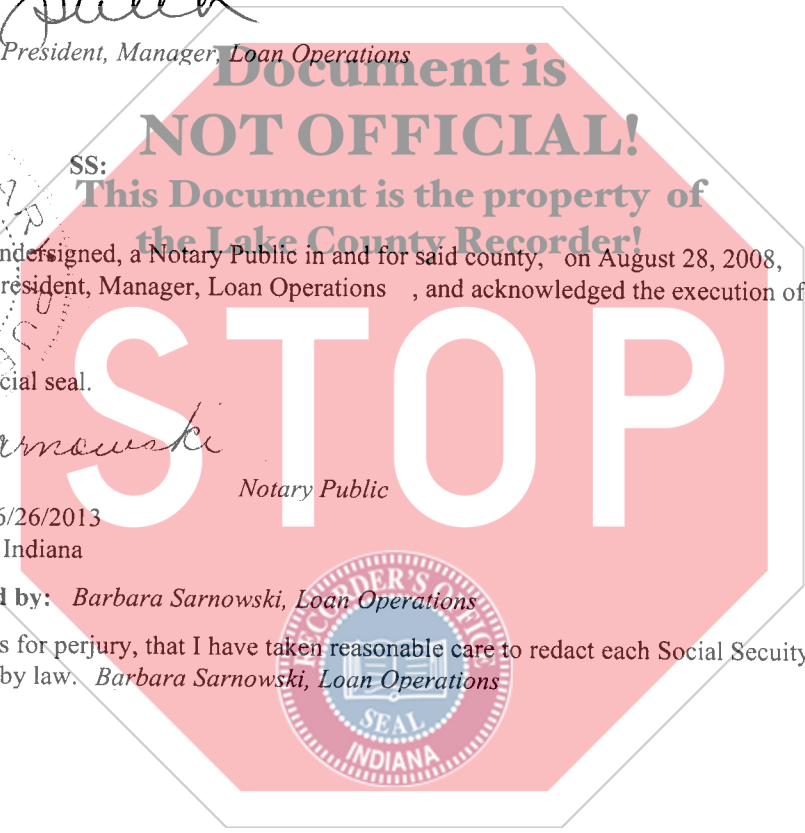 President, Manager, Loan Operations
Document is
NOT OFFICIAL!
SS:
This Document is the property of
the Lake County Recorder!
ndersigned, a Notary Public in and for said county, on August 28, 2008,
resident, Manager, Loan Operations , and acknowledged the execution of
STOP
cial seal.
arnowski
Notary Public
6/26/2013
Indiana
d by: Barbara Sarnowski, Loan Operations
s for perjury, that I have taken reasonable care to redact each Social Secuity
by law. Barbara Sarnowski, Loan Operations
RECORDER'S OFFICE
SEAL
INDIANA